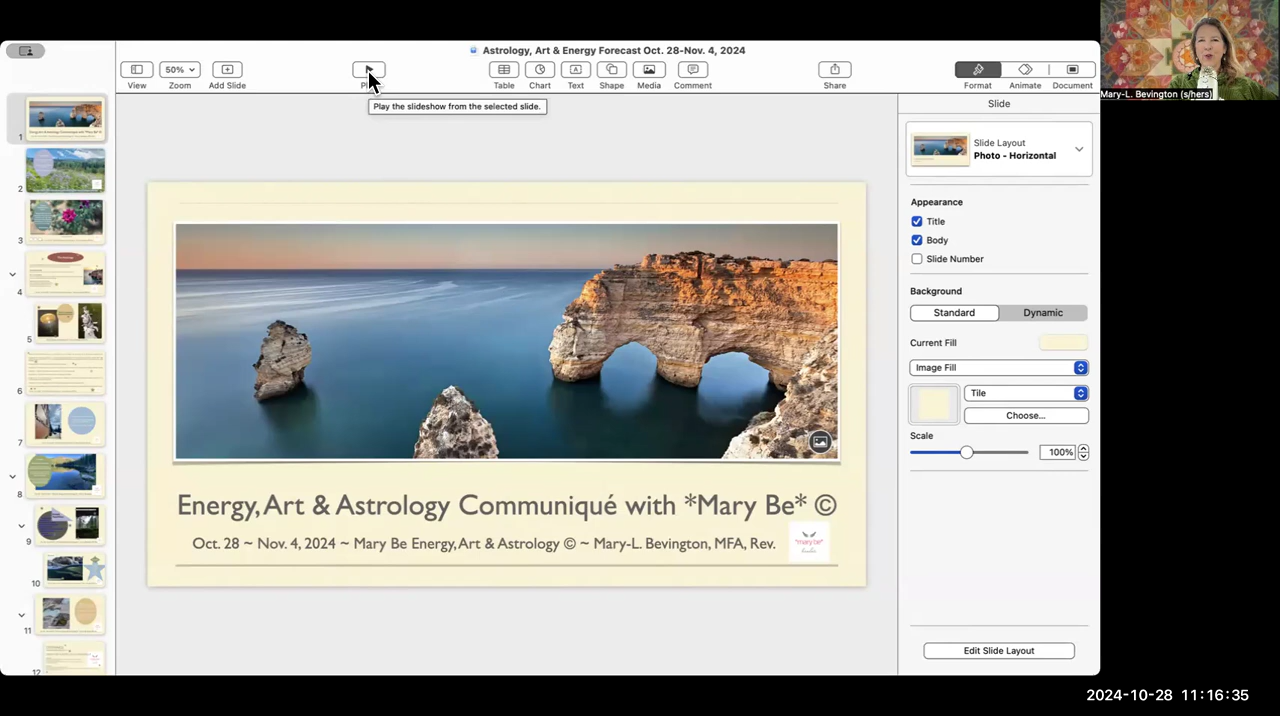 Astrology, Art & Energy Forecast Oct. 28-Nov. 4, 2024
50%
View
Zoom
Add Slide
Table
Chart
Text
Shape
Media
Comment
Share
Format
Animate
Document
Play the slideshow from the selected slide.
Mary-L. Bevington (s/hers)
Slide
Slide Layout
Photo - Horizontal
Appearance
Title
Body
Slide Number
Background
Standard
Dynamic
Current Fill
Image Fill
Tile
Choose...
Scale
100%
Edit Slide Layout
1
2
3
4
5
6
7
8
9
10
11
12
Energy, Art & Astrology Communiqué with *Mary Be* ©
Oct. 28 ~ Nov. 4, 2024 ~ Mary Be Energy, Art & Astrology © ~ Mary-L. Bevington, MFA, Rev.
*mary be*
2024-10-28 11:16:35